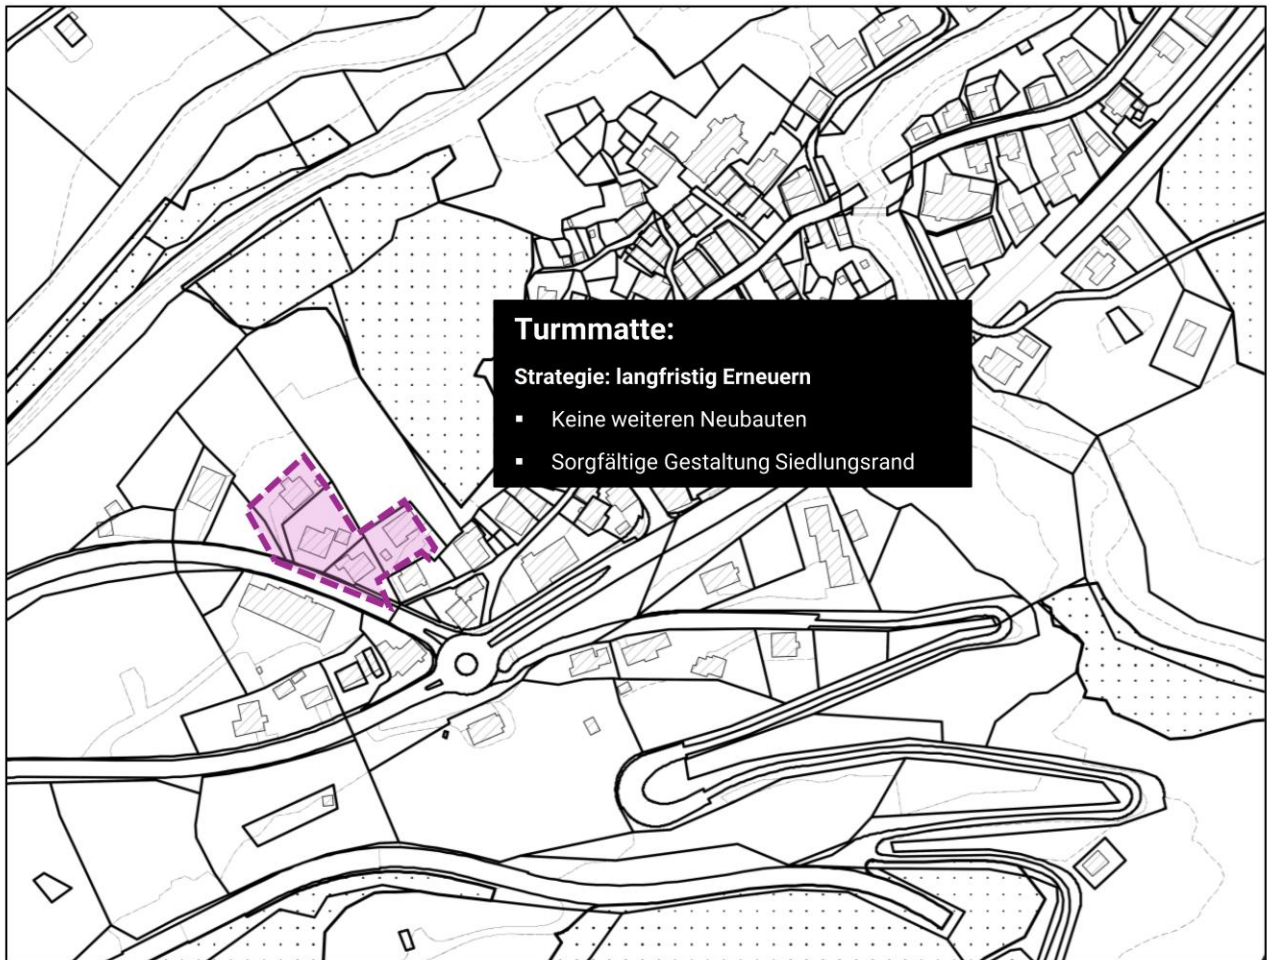 Turmmatte:
Strategie: langfristig Erneuern
▪ Keine weiteren Neubauten
▪ Sorgfältige Gestaltung Siedlungsrand